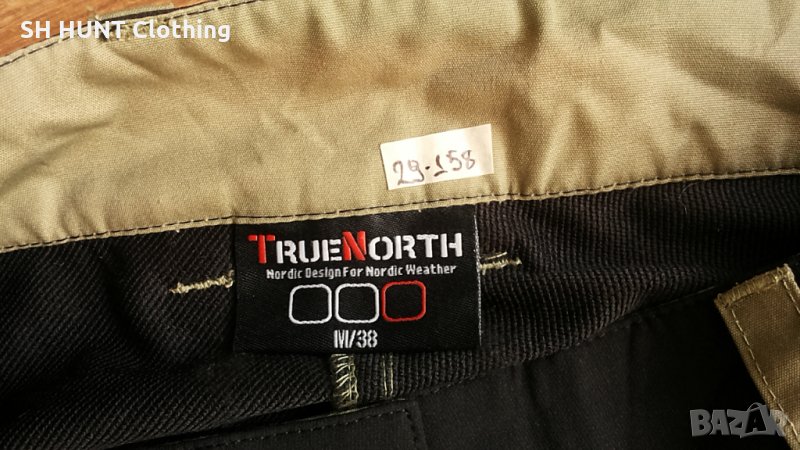 SH HUNT Clothing
29-158
TRUENORTH
Nordic Design For Nordic Weather
M/38
BAZAR